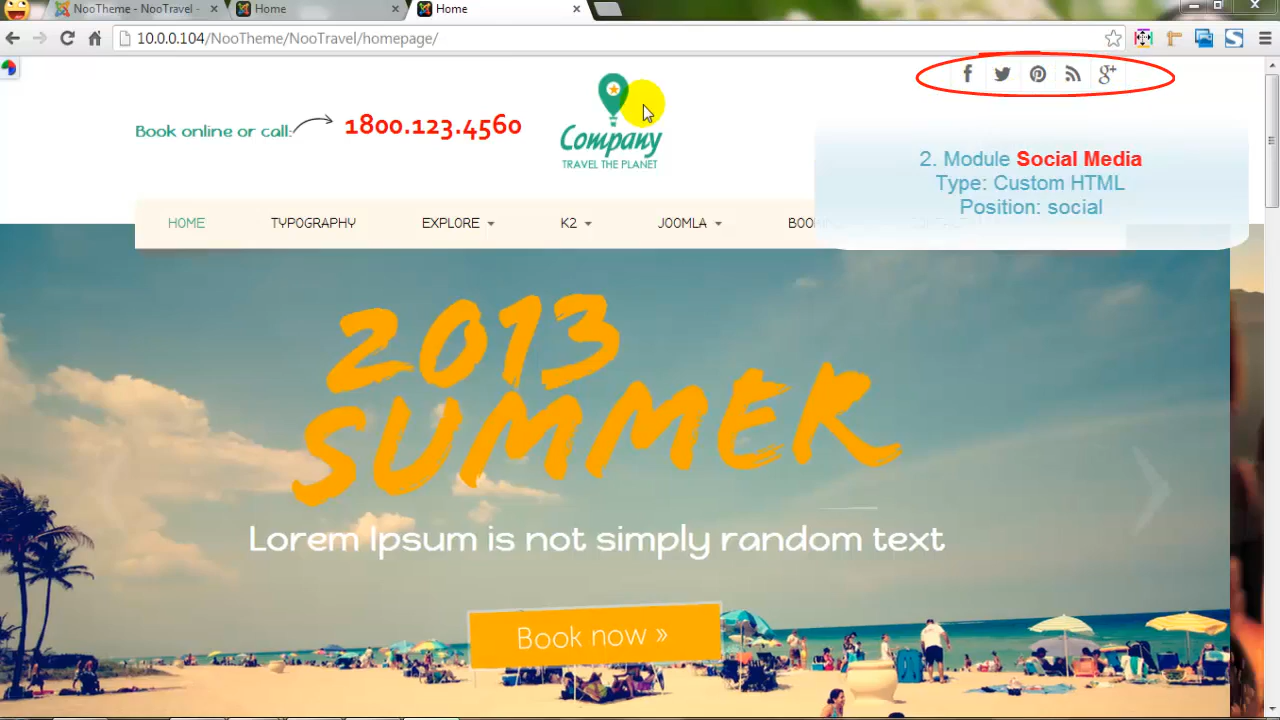 NooTheme - NooTravel -
Home
Home
10.0.0.104/NooTheme/NooTravel/homepage/
Book online or call:
1800.123.4560
Company
TRAVEL THE PLANET
2. Module Social Media
Type: Custom HTML
Position: social
HOME TYPOGRAPHY EXPLORE K2 JOOMLA
2013
SUMMER
Lorem Ipsum is not simply random text
Book now »